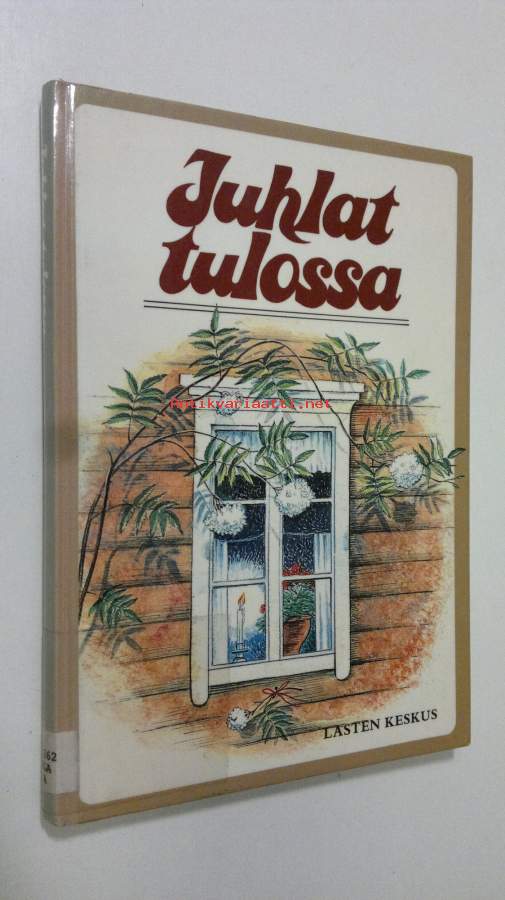 Juhlat
tulossa
antikvariaatti.net
LASTEN KESKUS